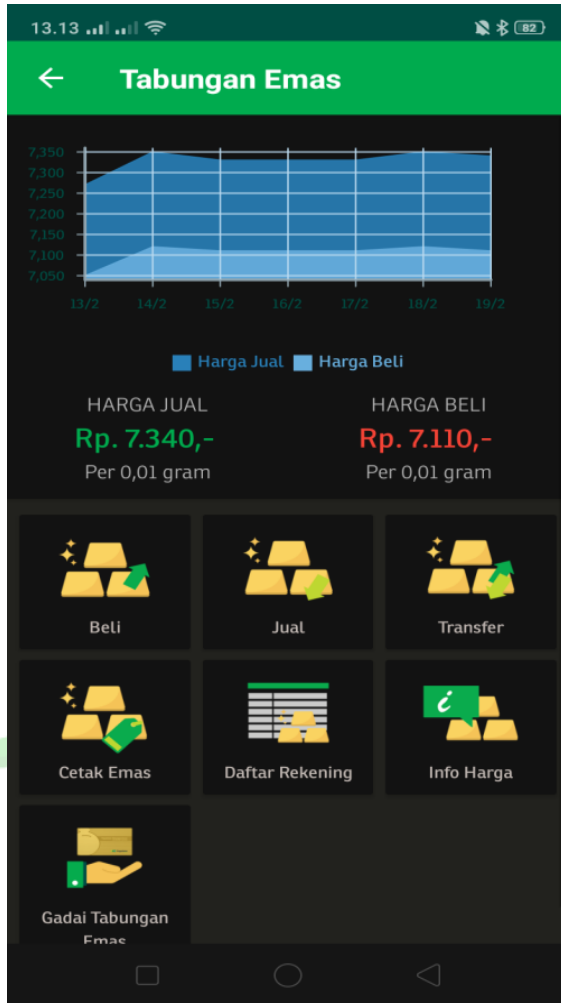 13.13
82
Tabungan Emas
7,350
7,300
7,250
7,200
7,150
7,100
7,050
13/2 14/2 15/2 16/2 17/2 18/2 19/2
Harga Jual Harga Beli
HARGA JUAL HARGA BELI
Rp. 7.340,- Rp. 7.110,-
Per 0,01 gram Per 0,01 gram
Beli Jual Transfer
Cetak Emas Daftar Rekening Info Harga
Gadai Tabungan
Emas